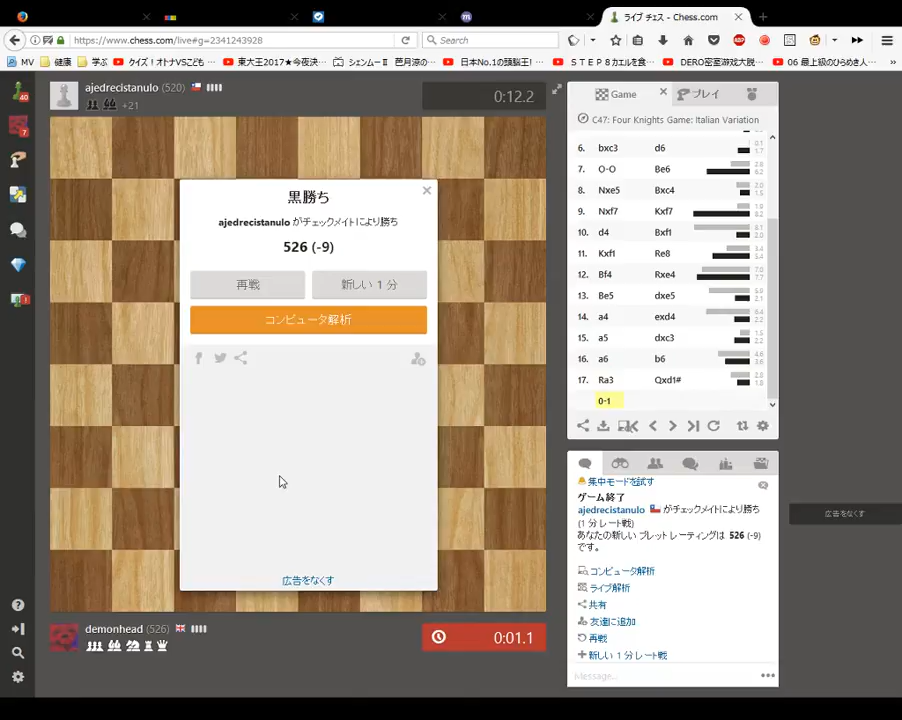 ライブ チェス - Chess.com
https://www.chess.com/live#g=2341243928
Search
MV
健康
学ぶ
クイズ！オトナVSこども
東大王2017★今夜決...
シェンムーⅡ 芭月涼の...
日本No.1の頭脳王!
ＳＴＥＰ８カエルを食...
DERO密室游戏大脱...
06 最上級のひらめき人...
40
7
ajedrecistanulo (520)
+21
0:12.2
黒勝ち
ajedrecistanulo がチェックメイトにより勝ち
526 (-9)
再戦
新しい 1 分
コンピュータ解析
広告をなくす
demonhead (526)
0:01.1
Game
プレイ
C47: Four Knights Game: Italian Variation
6. bxc3 d6
7. O-O Be6
8. Nxe5 Bxc4
9. Nxf7 Kxf7
10. d4 Bxf1
11. Kxf1 Re8
12. Bf4 Rxe4
13. Be5 dxe5
14. a4 exd4
15. a5 dxc3
16. a6 b6
17. Ra3 Qxd1#
0-1
集中モードを試す
ゲーム終了
ajedrecistanulo がチェックメイトにより勝ち
(1 分 レート戦)
あなたの新しい ブレット レーティングは 526 (-9)
です。
コンピュータ解析
ライブ解析
共有
友達に追加
再戦
新しい 1 分 レート戦
Message...
広告をなくす